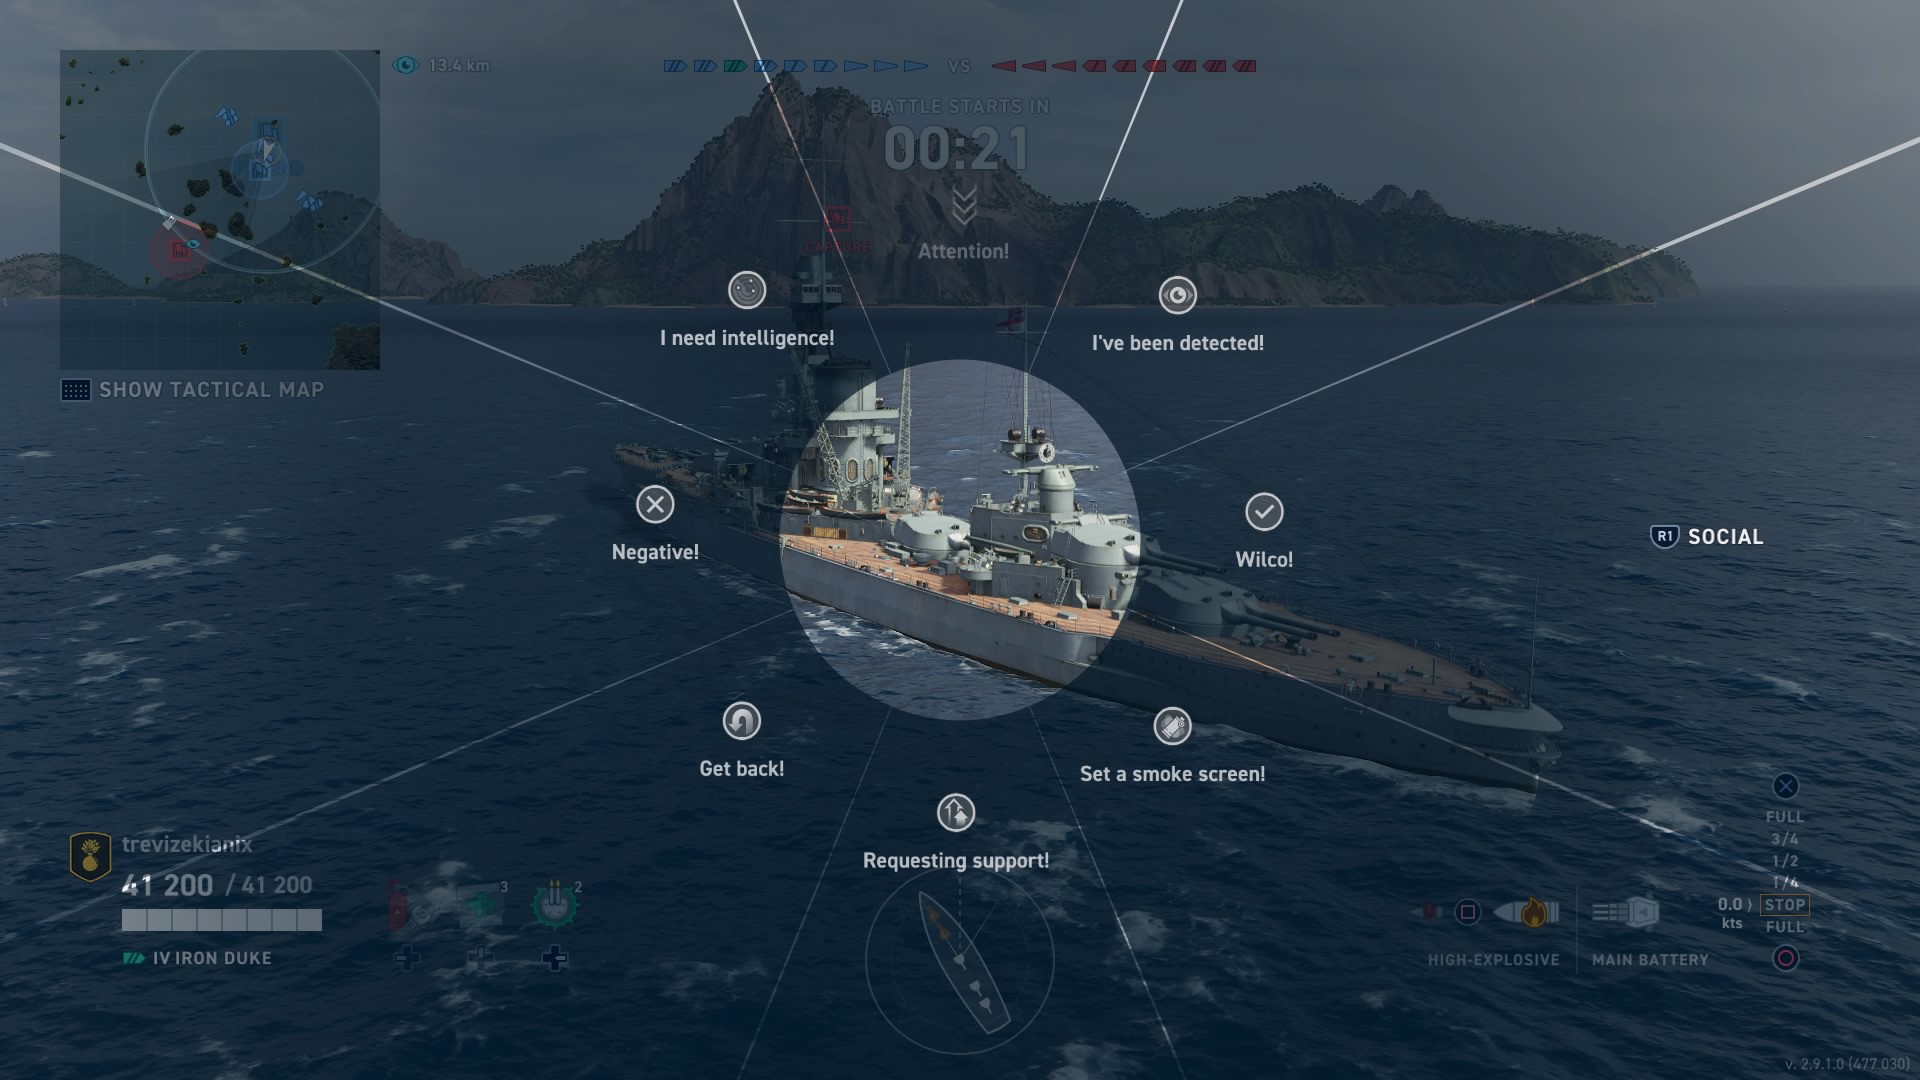 13.4 km
VS
BATTLE STARTS IN
00:21
Attention!
CAPTURE
I need intelligence!
I've been detected!
SHOW TACTICAL MAP
Negative!
Wilco!
R1 SOCIAL
Get back!
Set a smoke screen!
Requesting support!
trevizekianix
41 200 / 41 200
IV IRON DUKE
3
2
FULL
3/4
1/2
1/4
0.0
kts
STOP
FULL
HIGH-EXPLOSIVE
MAIN BATTERY
v. 2.9.1.0 (477 030)